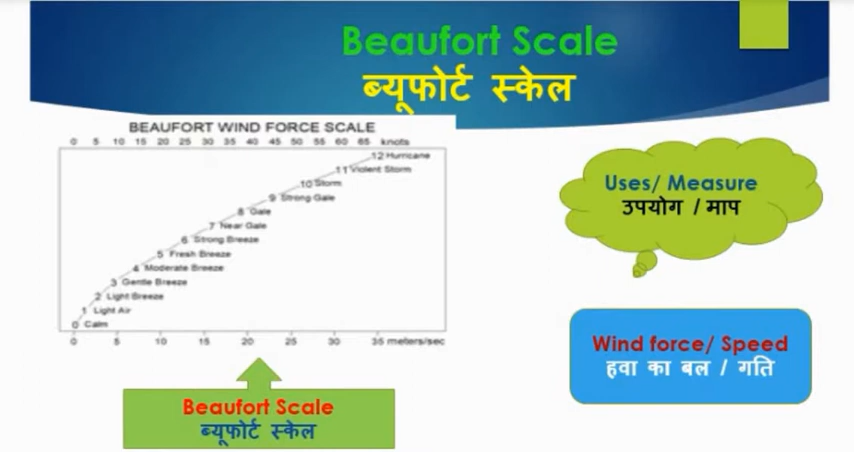 Beaufort Scale
ब्यूफोर्ट स्केल
BEAUFORT WIND FORCE SCALE
0 5 10 15 20 25 30 35 40 45 50 55 60 65 knots
12 Hurricane
11 Violent Storm
10 Storm
9 Strong Gale
8 Gale
7 Near Gale
6 Strong Breeze
5 Fresh Breeze
4 Moderate Breeze
3 Gentle Breeze
2 Light Breeze
1 Light Air
0 Calm
0 5 10 15 20 25 30 35 meters/sec
Beaufort Scale
ब्यूफोर्ट स्केल
Uses/ Measure
उपयोग / माप
Wind force/ Speed
हवा का बल / गति